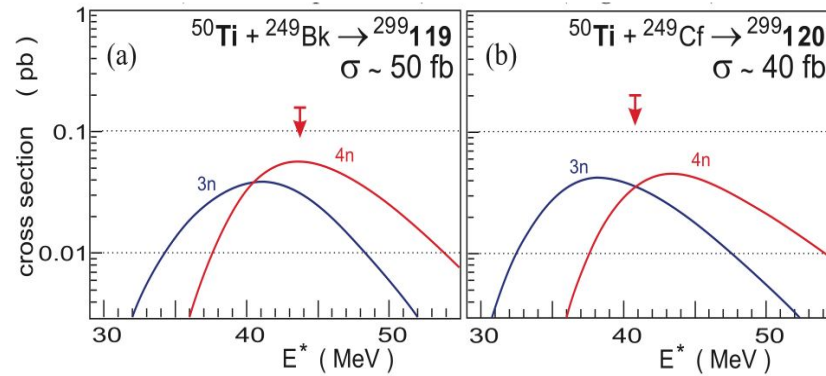 cross section ( pb )
1
0.1
0.01
(a)
⁵⁰Ti + ²⁴⁹Bk → ²⁹⁹119
σ ~ 50 fb
3n
4n
30 40 50
E* ( MeV )
(b)
⁵⁰Ti + ²⁴⁹Cf → ²⁹⁹120
σ ~ 40 fb
3n
4n
30 40 50
E* ( MeV )